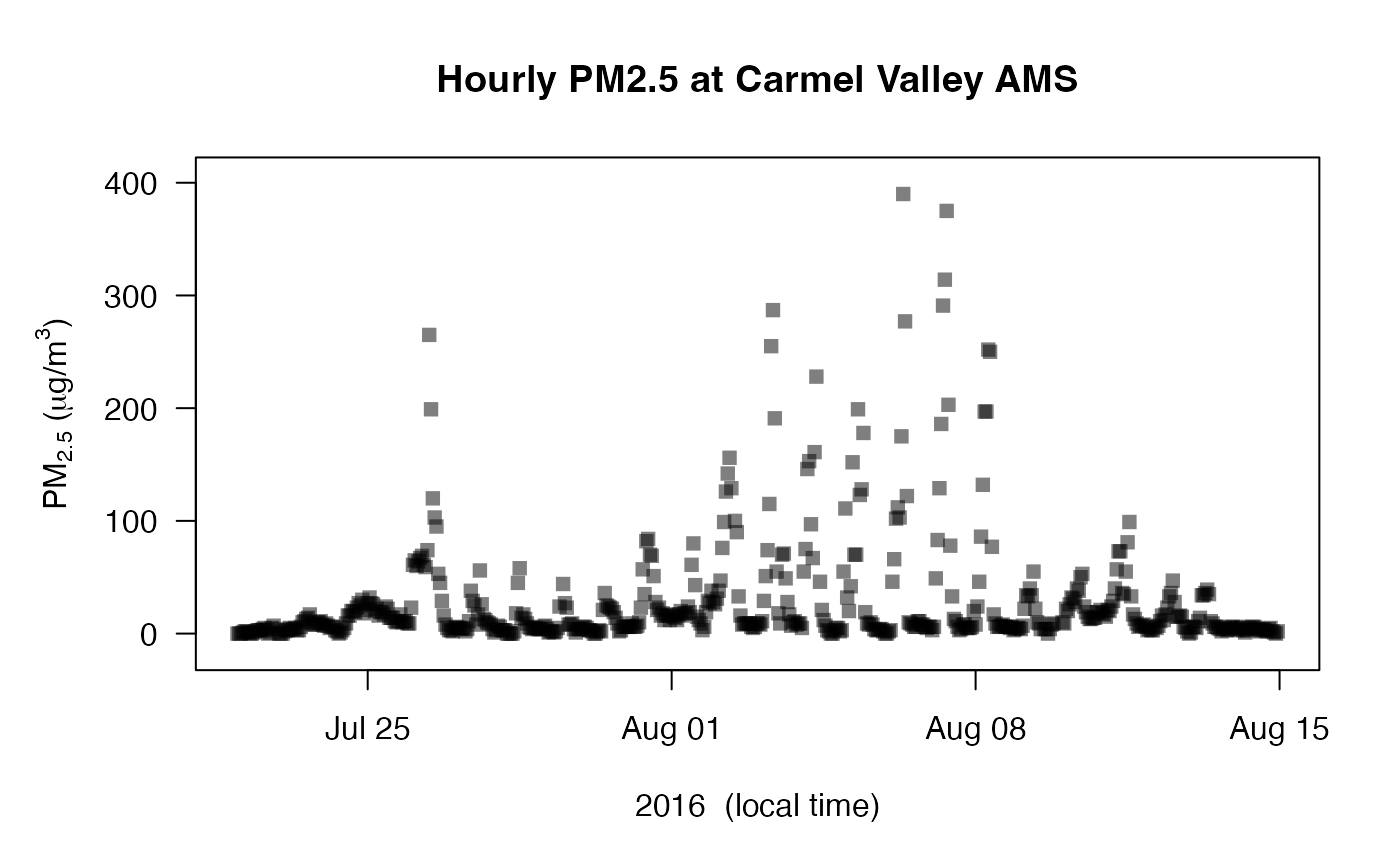 Hourly PM2.5 at Carmel Valley AMS
PM2.5 (μg/m3)
400
300
200
100
0
Jul 25 Aug 01 Aug 08 Aug 15
2016 (local time)